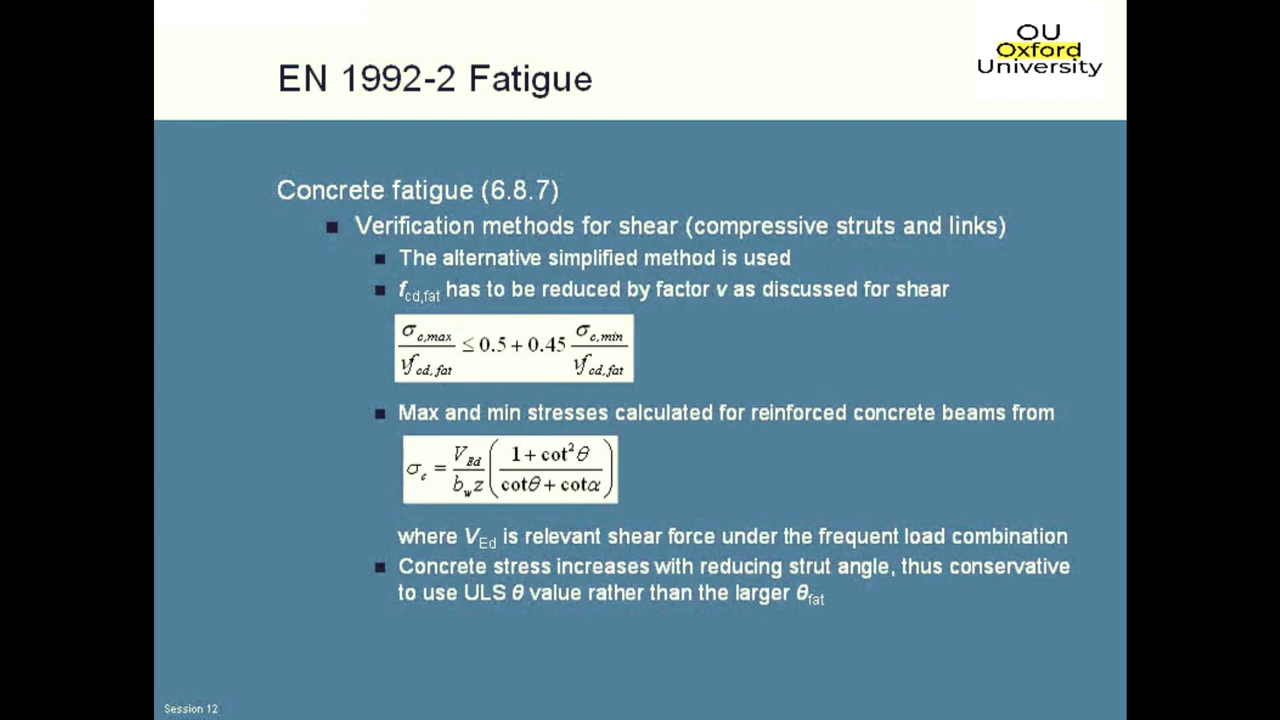 OU
Oxford
University
EN 1992-2 Fatigue
Concrete fatigue (6.8.7)
■ Verification methods for shear (compressive struts and links)
■ The alternative simplified method is used
■ f_cd,fat has to be reduced by factor v as discussed for shear
σ_c,max / νf_cd,fat ≤ 0.5 + 0.45 σ_c,min / νf_cd,fat
■ Max and min stresses calculated for reinforced concrete beams from
σ_c = V_Ed / b_w z ( 1 + cot²θ / cotθ + cotα )
where V_Ed is relevant shear force under the frequent load combination
■ Concrete stress increases with reducing strut angle, thus conservative
to use ULS θ value rather than the larger θ_fat
Session 12